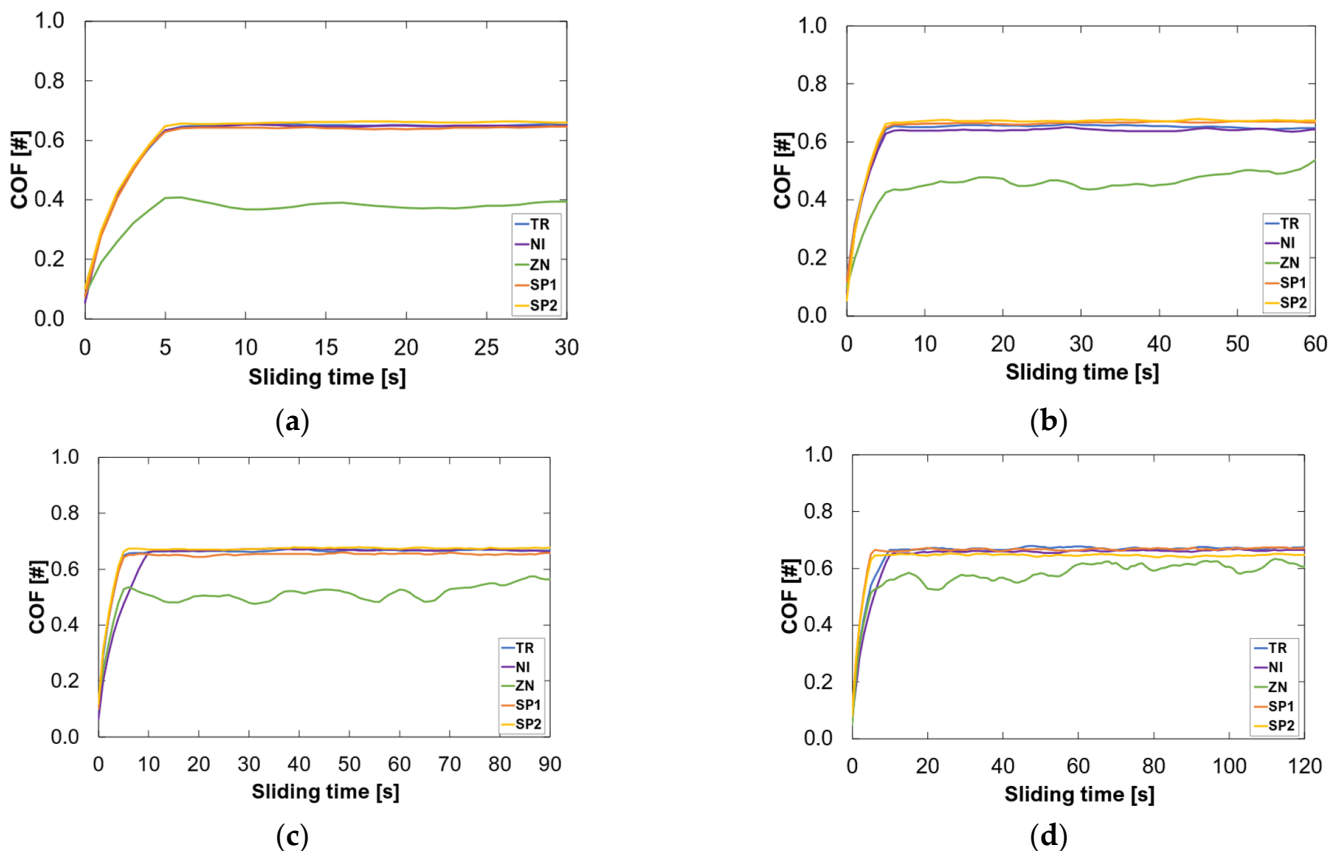 1.0
0.8
0.6
0.4
0.2
0.0
COF [#]
0 5 10 15 20 25 30
Sliding time [s]
TR
NI
ZN
SP1
SP2
(a)
1.0
0.8
0.6
0.4
0.2
0.0
COF [#]
0 10 20 30 40 50 60
Sliding time [s]
TR
NI
ZN
SP1
SP2
(b)
1.0
0.8
0.6
0.4
0.2
0.0
COF [#]
0 10 20 30 40 50 60 70 80 90
Sliding time [s]
TR
NI
ZN
SP1
SP2
(c)
1.0
0.8
0.6
0.4
0.2
0.0
COF [#]
0 20 40 60 80 100 120
Sliding time [s]
TR
NI
ZN
SP1
SP2
(d)